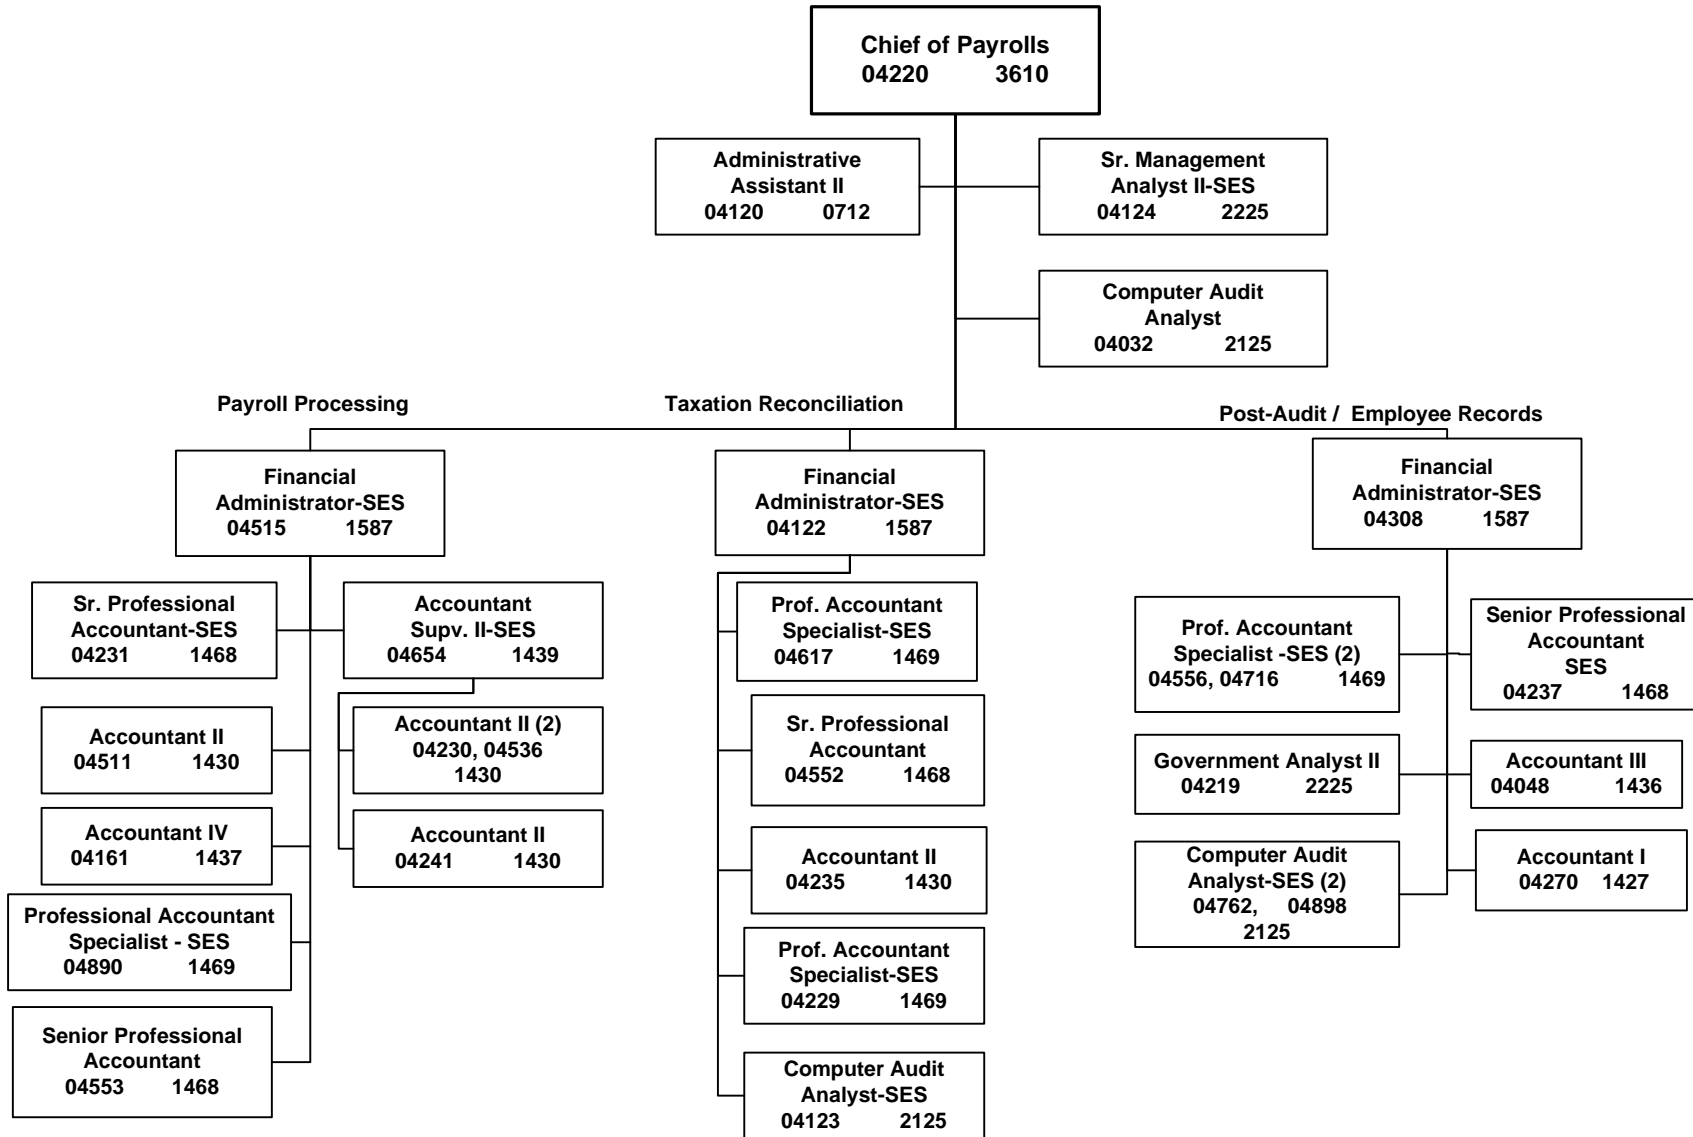 Chief of Payrolls
04220 3610
Administrative
Assistant II
04120 0712
Sr. Management
Analyst II-SES
04124 2225
Computer Audit
Analyst
04032 2125
Payroll Processing
Taxation Reconciliation
Post-Audit / Employee Records
Financial
Administrator-SES
04515 1587
Financial
Administrator-SES
04122 1587
Financial
Administrator-SES
04308 1587
Sr. Professional
Accountant-SES
04231 1468
Accountant
Supv. II-SES
04654 1439
Accountant II
04511 1430
Accountant II (2)
04230, 04536
1430
Accountant IV
04161 1437
Accountant II
04241 1430
Professional Accountant
Specialist - SES
04890 1469
Senior Professional
Accountant
04553 1468
Prof. Accountant
Specialist-SES
04617 1469
Sr. Professional
Accountant
04552 1468
Accountant II
04235 1430
Prof. Accountant
Specialist-SES
04229 1469
Computer Audit
Analyst-SES
04123 2125
Prof. Accountant
Specialist -SES (2)
04556, 04716 1469
Senior Professional
Accountant
SES
04237 1468
Government Analyst II
04219 2225
Accountant III
04048 1436
Computer Audit
Analyst-SES (2)
04762, 04898
2125
Accountant I
04270 1427